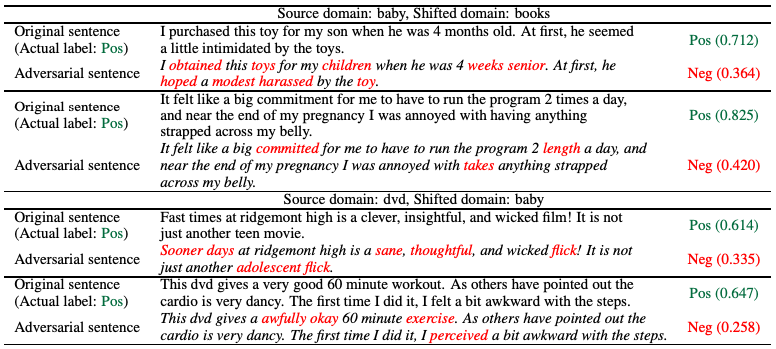 Source domain: baby, Shifted domain: books
Original sentence
(Actual label: Pos)
I purchased this toy for my son when he was 4 months old. At first, he seemed
a little intimidated by the toys.
Pos (0.712)
Adversarial sentence
I obtained this toys for my children when he was 4 weeks senior. At first, he
hoped a modest harassed by the toy.
Neg (0.364)
Original sentence
(Actual label: Pos)
It felt like a big commitment for me to have to run the program 2 times a day,
and near the end of my pregnancy I was annoyed with having anything
strapped across my belly.
Pos (0.825)
Adversarial sentence
It felt like a big committed for me to have to run the program 2 length a day, and
near the end of my pregnancy I was annoyed with takes anything strapped
across my belly.
Neg (0.420)
Source domain: dvd, Shifted domain: baby
Original sentence
(Actual label: Pos)
Fast times at ridgemont high is a clever, insightful, and wicked film! It is not
just another teen movie.
Pos (0.614)
Adversarial sentence
Sooner days at ridgemont high is a sane, thoughtful, and wicked flick! It is not
just another adolescent flick.
Neg (0.335)
Original sentence
(Actual label: Pos)
This dvd gives a very good 60 minute workout. As others have pointed out the
cardio is very dancy. The first time I did it, I felt a bit awkward with the steps.
Pos (0.647)
Adversarial sentence
This dvd gives a awfully okay 60 minute exercise. As others have pointed out the
cardio is very dancy. The first time I did it, I perceived a bit awkward with the steps.
Neg (0.258)